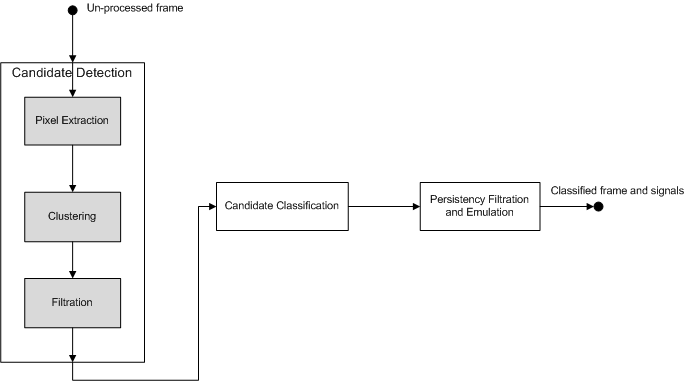 Un-processed frame
Candidate Detection
Pixel Extraction
Clustering
Filtration
Candidate Classification
Persistency Filtration
and Emulation
Classified frame and signals